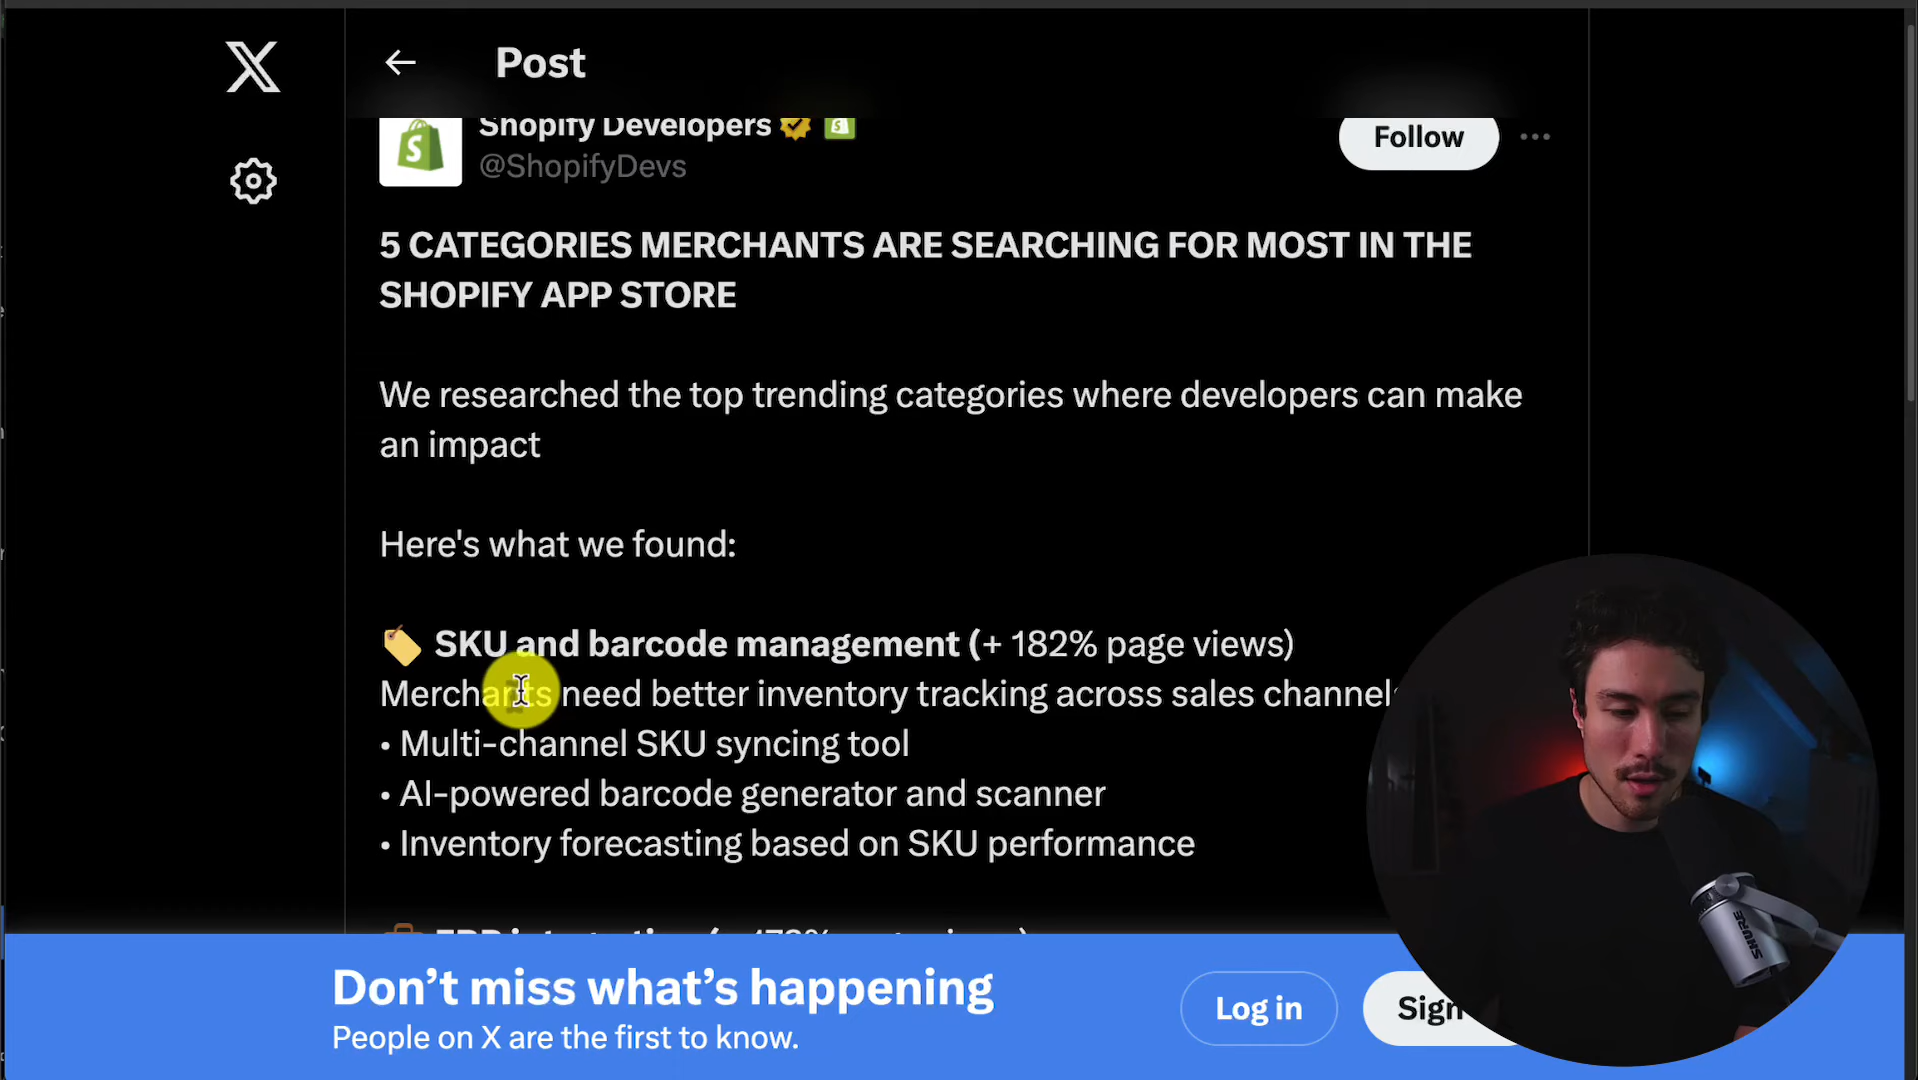 Post
Shopify Developers
@ShopifyDevs
Follow
5 CATEGORIES MERCHANTS ARE SEARCHING FOR MOST IN THE
SHOPIFY APP STORE
We researched the top trending categories where developers can make
an impact
Here's what we found:
SKU and barcode management (+ 182% page views)
Merchants need better inventory tracking across sales channels
• Multi-channel SKU syncing tool
• AI-powered barcode generator and scanner
• Inventory forecasting based on SKU performance
Don’t miss what’s happening
People on X are the first to know.
Log in
Sign
SHURE